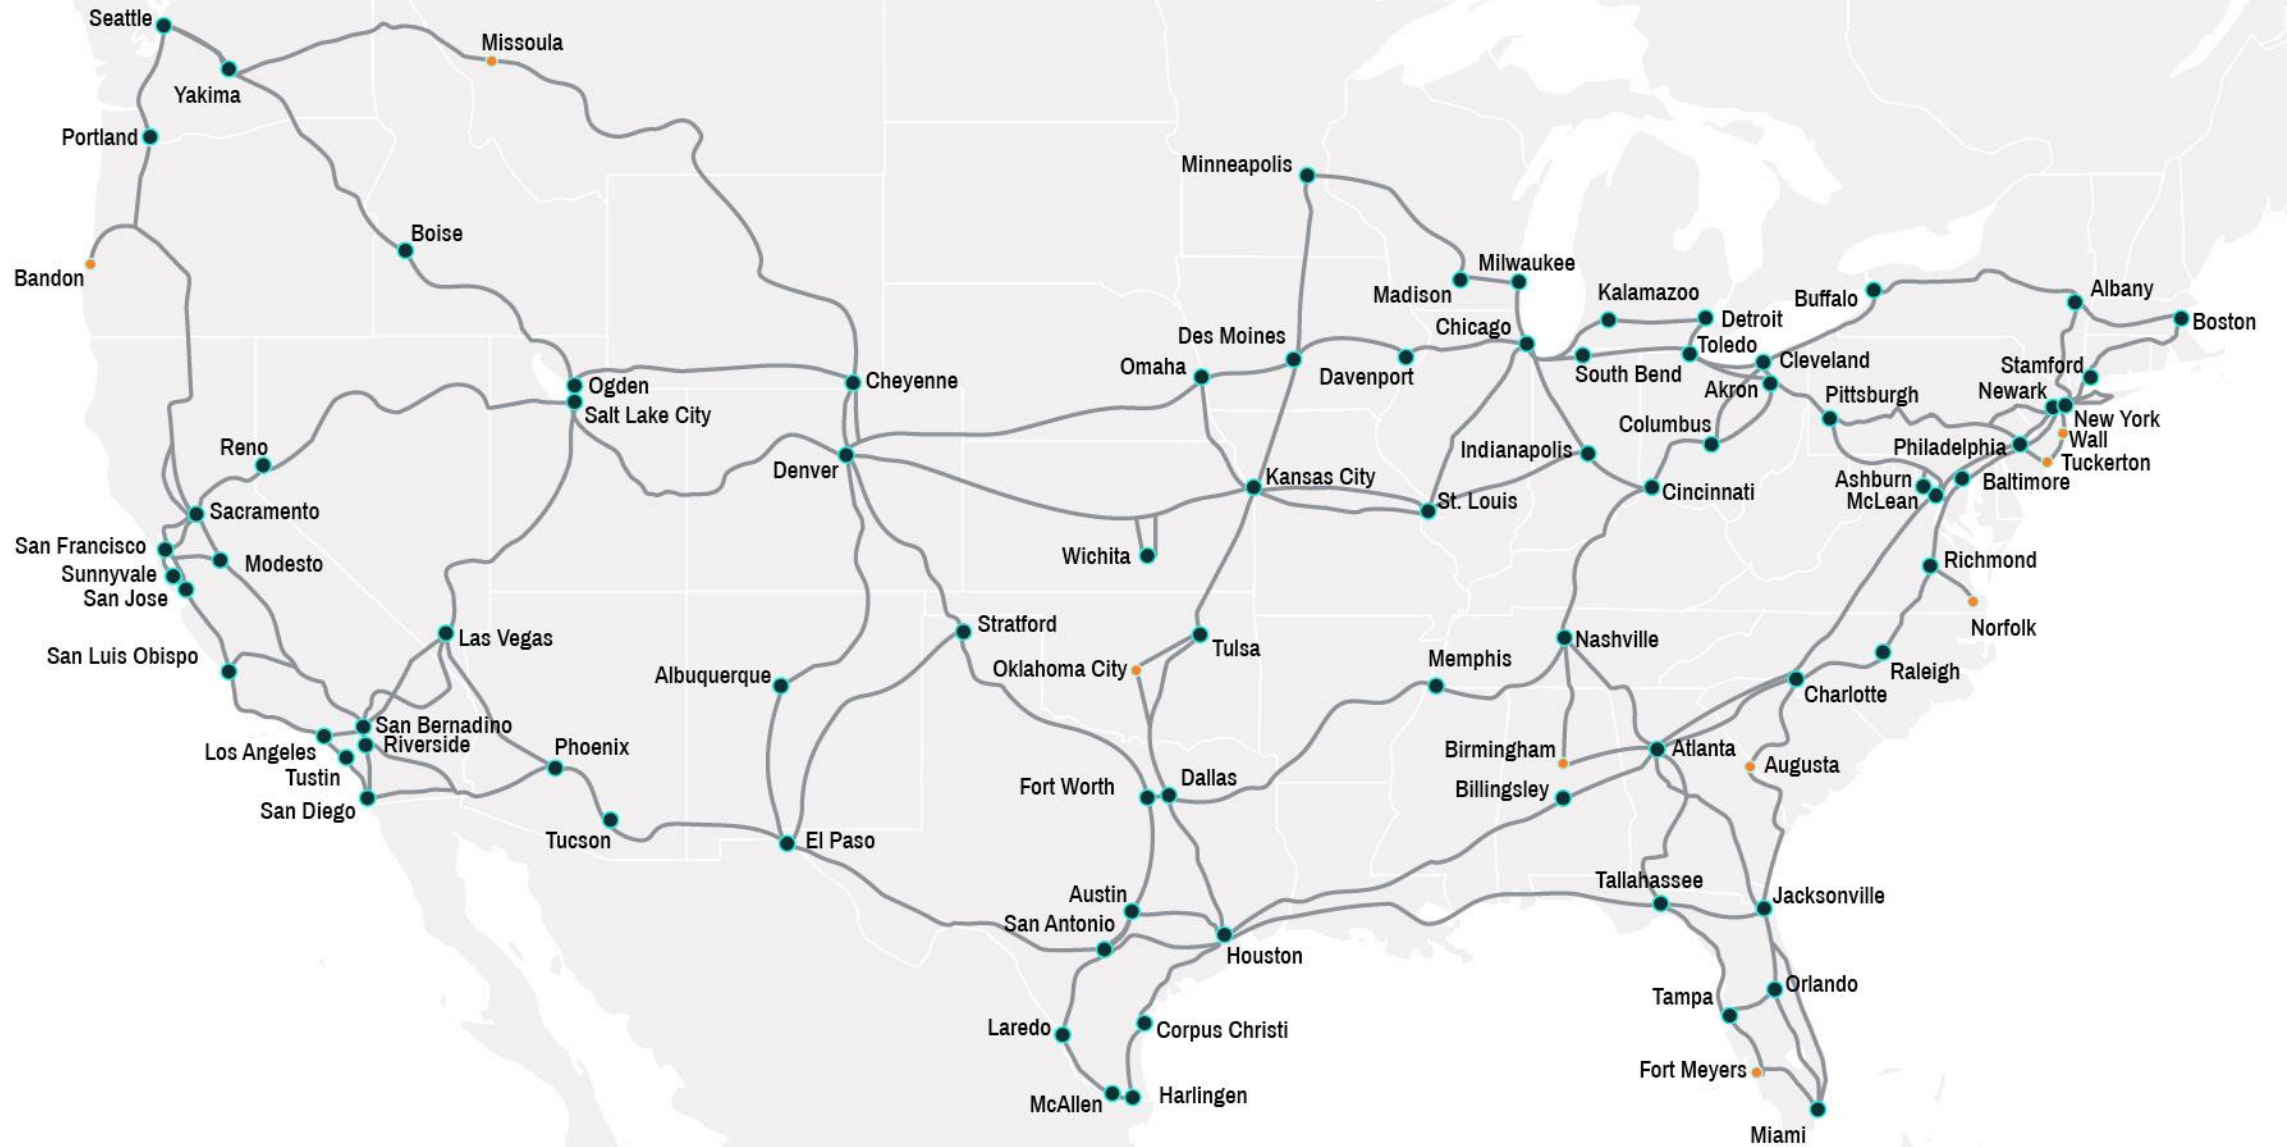 Seattle
Missoula
Yakima
Portland
Minneapolis
Boise
Bandon
Milwaukee
Madison
Kalamazoo
Buffalo
Albany
Detroit
Boston
Chicago
Des Moines
Toledo
Cleveland
Omaha
Davenport
South Bend
Stamford
Akron
Newark
Pittsburgh
Ogden
Cheyenne
Salt Lake City
New York
Columbus
Wall
Reno
Denver
Indianapolis
Philadelphia
Tuckerton
Kansas City
Ashburn
Baltimore
McLean
Cincinnati
St. Louis
Sacramento
San Francisco
Wichita
Modesto
Richmond
Sunnyvale
San Jose
Stratford
Norfolk
Las Vegas
Nashville
Tulsa
San Luis Obispo
Memphis
Oklahoma City
Raleigh
Albuquerque
Charlotte
San Bernadino
Riverside
Los Angeles
Phoenix
Birmingham
Atlanta
Augusta
Tustin
Fort Worth
Dallas
Billingsley
San Diego
Tucson
El Paso
Tallahassee
Austin
Jacksonville
San Antonio
Houston
Orlando
Tampa
Laredo
Corpus Christi
Fort Meyers
McAllen
Harlingen
Miami